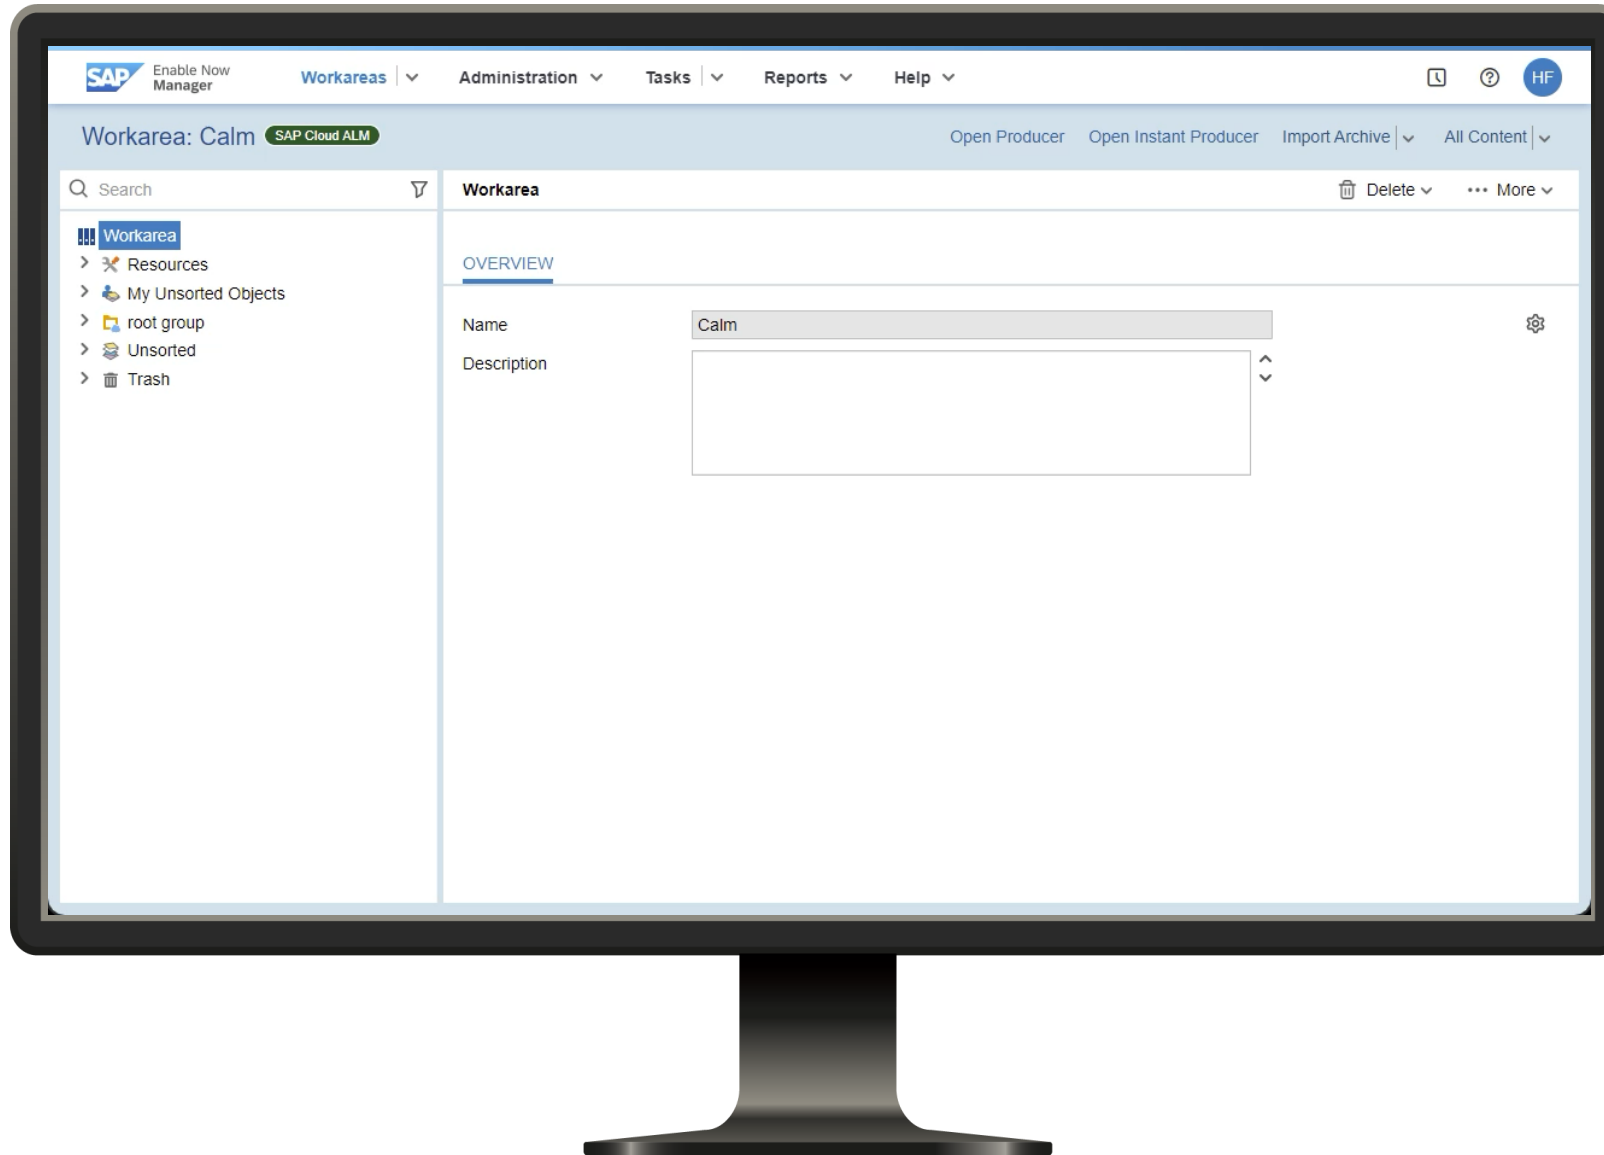 SAP Enable Now Manager
Workareas Administration Tasks Reports Help HF
Workarea: Calm SAP Cloud ALM Open Producer Open Instant Producer Import Archive All Content
Search
Workarea Delete ··· More
Workarea
Resources
My Unsorted Objects
root group
Unsorted
Trash
OVERVIEW
Name Calm
Description